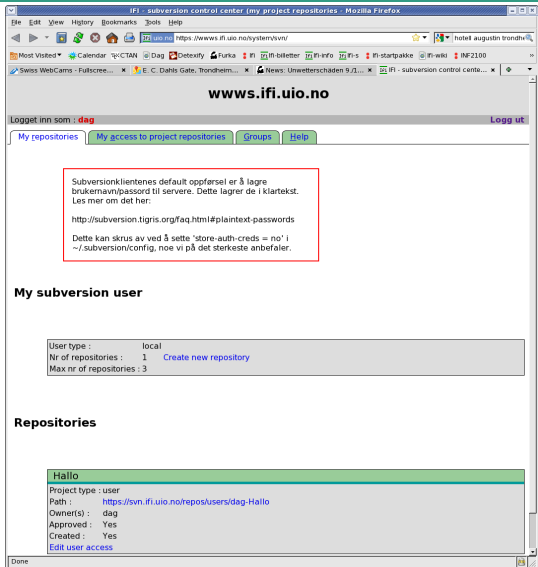 IFI - subversion control center (my project repositories - Mozilla Firefox
File Edit View History Bookmarks Tools Help
uio.no https://wwws.ifi.uio.no/system/svn/ hotell augustin trondh
Most Visited Calendar CTAN Dag Detexify Furka Ifi Ifi-billetter Ifi-info Ifi-s Ifi-startpakke Ifi-wiki INF2100 »
Swiss WebCams - Fullscree... E. C. Dahls Gate, Trondheim... News: Unwetterschäden 9./1... IFI - subversion control cente...
wwws.ifi.uio.no
Logget inn som : dag Logg ut
My repositories My access to project repositories Groups Help
Subversionklientenes default oppførsel er å lagre
brukernavn/passord til servere. Dette lagrer de i klartekst.
Les mer om det her:
http://subversion.tigris.org/faq.html#plaintext-passwords
Dette kan skrus av ved å sette 'store-auth-creds = no' i
~/.subversion/config, noe vi på det sterkeste anbefaler.
My subversion user
User type : local
Nr of repositories : 1 Create new repository
Max nr of repositories : 3
Repositories
Hallo
Project type : user
Path : https://svn.ifi.uio.no/repos/users/dag-Hallo
Owner(s) : dag
Approved : Yes
Created : Yes
Edit user access
Done